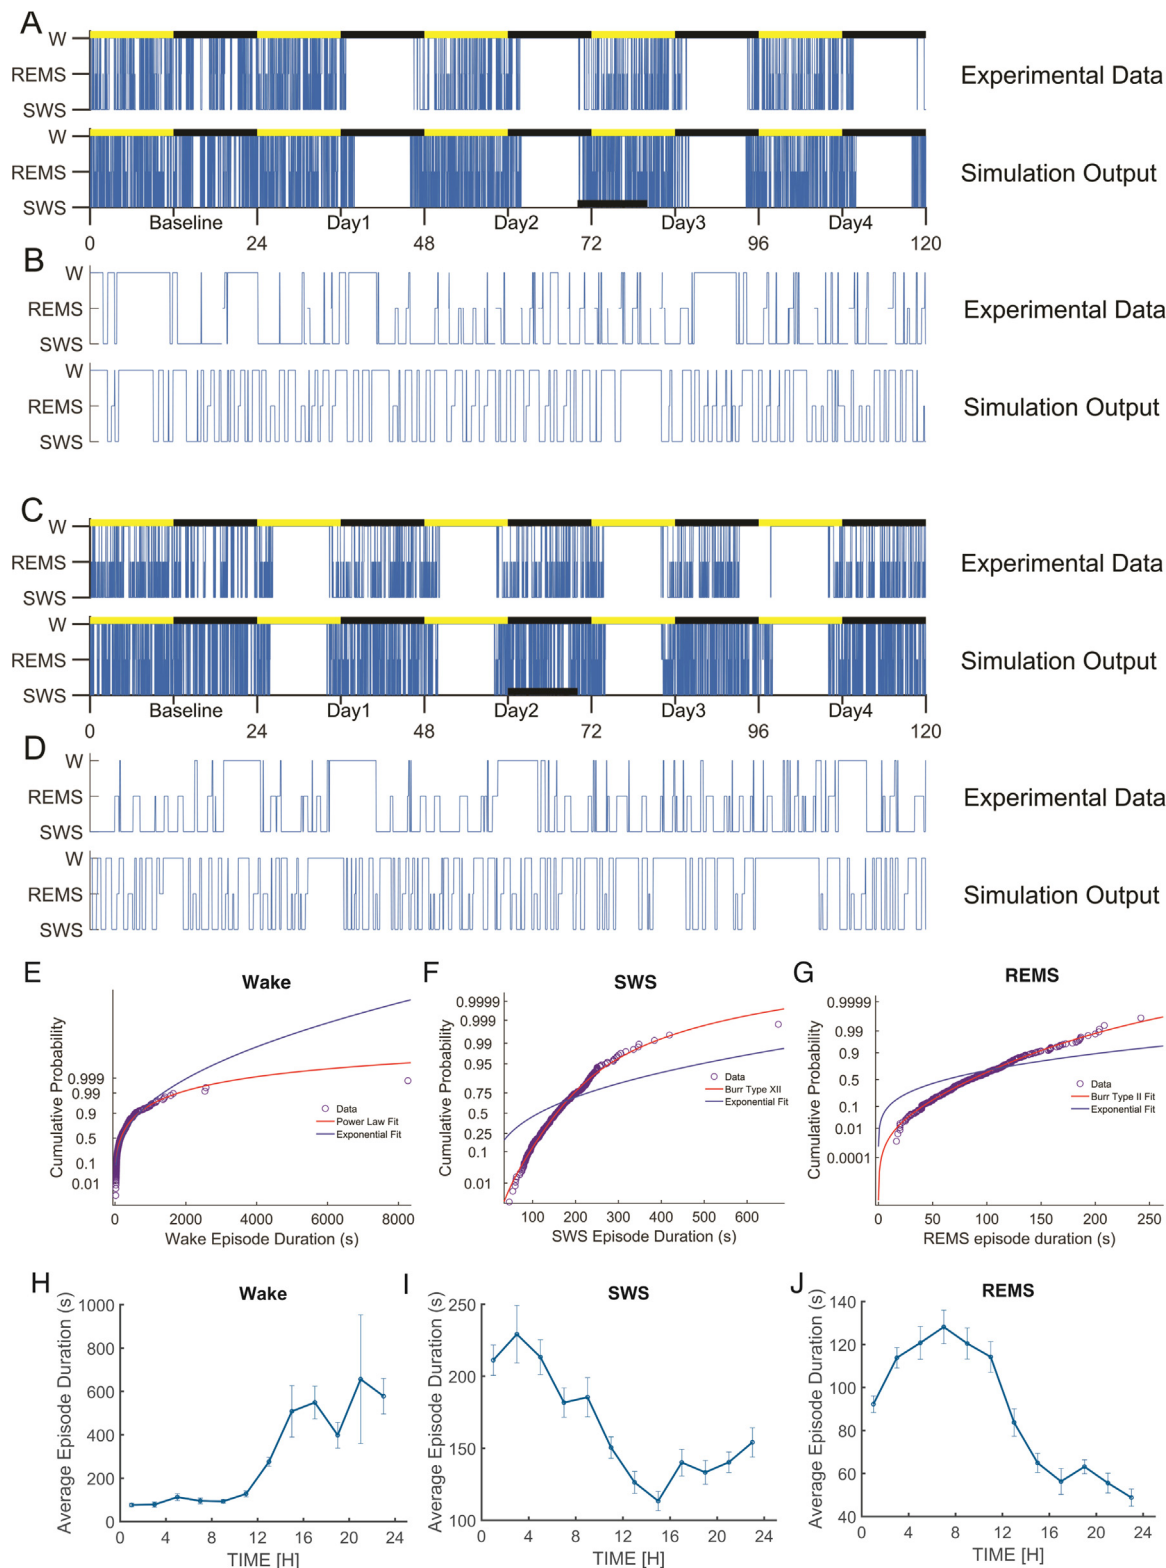 A
W
REMS
SWS
Experimental Data
W
REMS
SWS
Simulation Output
Baseline Day1 Day2 Day3 Day4
0 24 48 72 96 120
B
W
REMS
SWS
Experimental Data
W
REMS
SWS
Simulation Output
C
W
REMS
SWS
Experimental Data
W
REMS
SWS
Simulation Output
Baseline Day1 Day2 Day3 Day4
0 24 48 72 96 120
D
W
REMS
SWS
Experimental Data
W
REMS
SWS
Simulation Output
E
Wake
Cumulative Probability
0.999
0.99
0.9
0.5
0.1
0.01
Data
Power Law Fit
Exponential Fit
0 2000 4000 6000 8000
Wake Episode Duration (s)
F
SWS
Cumulative Probability
0.9999
0.999
0.99
0.95
0.75
0.5
0.25
0.1
0.01
Data
Burr Type XII
Exponential Fit
100 200 300 400 500 600
SWS Episode Duration (s)
G
REMS
Cumulative Probability
0.9999
0.99
0.9
0.5
0.1
0.01
0.0001
Data
Burr Type II Fit
Exponential Fit
0 50 100 150 200 250
REMS episode duration (s)
H
Wake
Average Episode Duration (s)
1000
800
600
400
200
0
0 4 8 12 16 20 24
TIME [H]
I
SWS
Average Episode Duration (s)
250
200
150
100
0 4 8 12 16 20 24
TIME [H]
J
REMS
Average Episode Duration (s)
140
120
100
80
60
40
0 4 8 12 16 20 24
TIME [H]